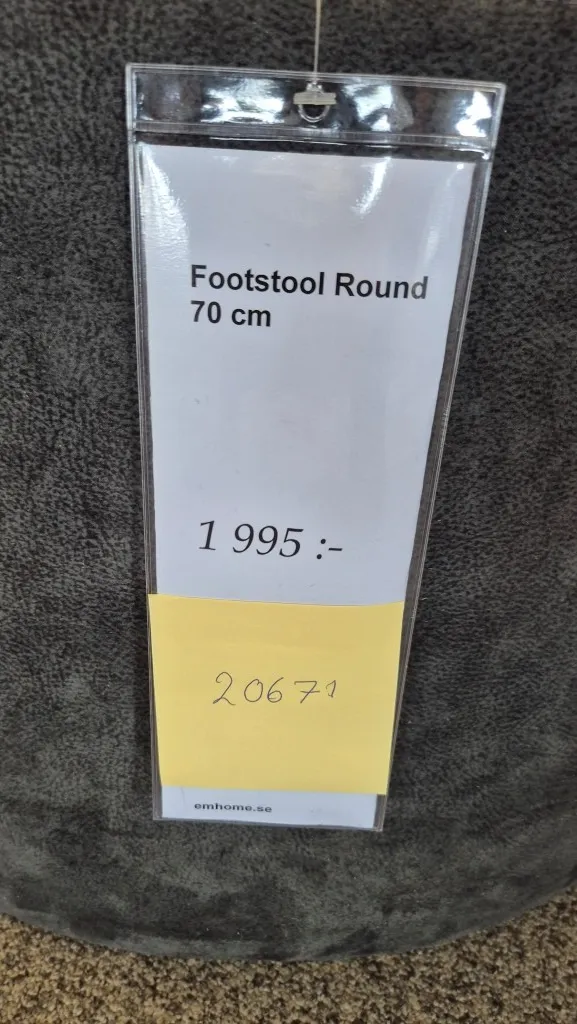 Footstool Round
70 cm
1 995 :-
20671
emhome.se